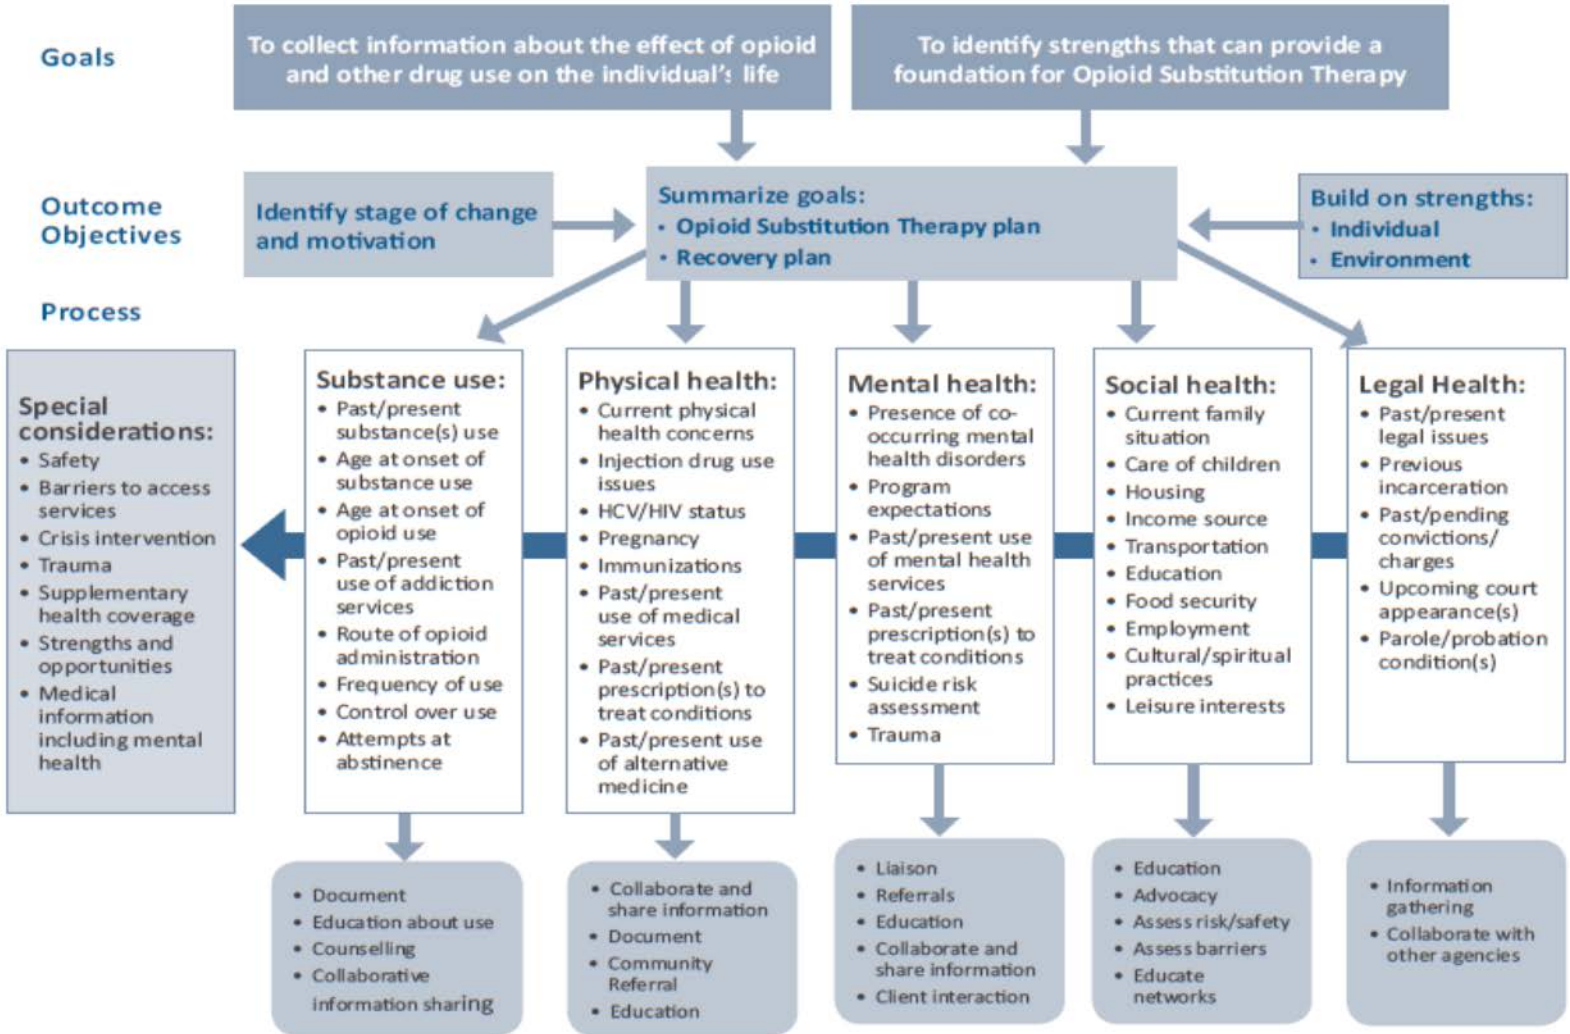 Goals
To collect information about the effect of opioid
and other drug use on the individual's life
To identify strengths that can provide a
foundation for Opioid Substitution Therapy
Outcome
Objectives
Identify stage of change
and motivation
Summarize goals:
• Opioid Substitution Therapy plan
• Recovery plan
Build on strengths:
• Individual
• Environment
Process
Special
considerations:
• Safety
• Barriers to access
services
• Crisis intervention
• Trauma
• Supplementary
health coverage
• Strengths and
opportunities
• Medical
information
including mental
health
Substance use:
• Past/present
substance(s) use
• Age at onset of
substance use
• Age at onset of
opioid use
• Past/present
use of addiction
services
• Route of opioid
administration
• Frequency of use
• Control over use
• Attempts at
abstinence
Physical health:
• Current physical
health concerns
• Injection drug use
issues
• HCV/HIV status
• Pregnancy
• Immunizations
• Past/present
use of medical
services
• Past/present
prescription(s) to
treat conditions
• Past/present use
of alternative
medicine
Mental health:
• Presence of co-
occurring mental
health disorders
• Program
expectations
• Past/present use
of mental health
services
• Past/present
prescription(s) to
treat conditions
• Suicide risk
assessment
• Trauma
Social health:
• Current family
situation
• Care of children
• Housing
• Income source
• Transportation
• Education
• Food security
• Employment
• Cultural/spiritual
practices
• Leisure interests
Legal Health:
• Past/present
legal issues
• Previous
incarceration
• Past/pending
convictions/
charges
• Upcoming court
appearance(s)
• Parole/probation
condition(s)
• Document
• Education about use
• Counselling
• Collaborative
information sharing
• Collaborate and
share information
• Document
• Community
Referral
• Education
• Liaison
• Referrals
• Education
• Collaborate and
share information
• Client interaction
• Education
• Advocacy
• Assess risk/safety
• Assess barriers
• Educate
networks
• Information
gathering
• Collaborate with
other agencies